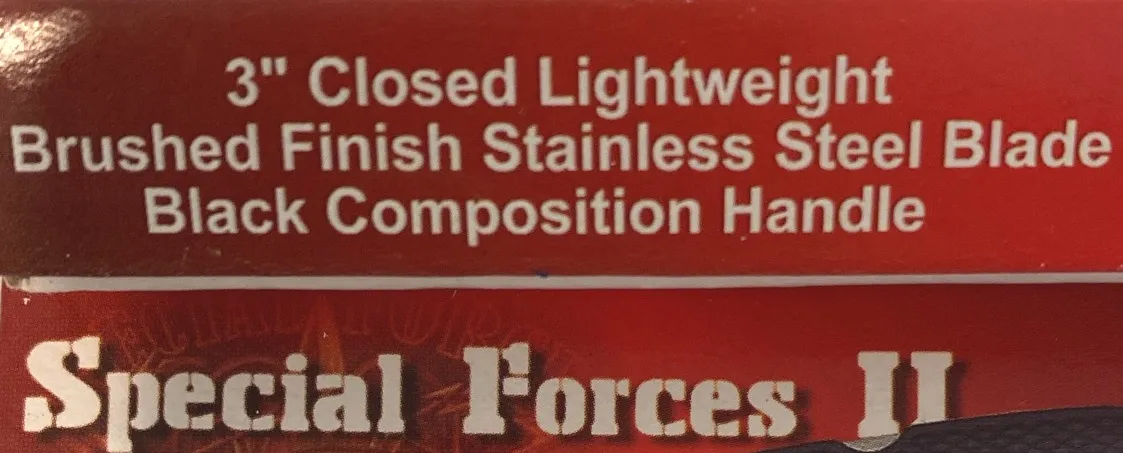 3" Closed Lightweight
Brushed Finish Stainless Steel Blade
Black Composition Handle
Special Forces II